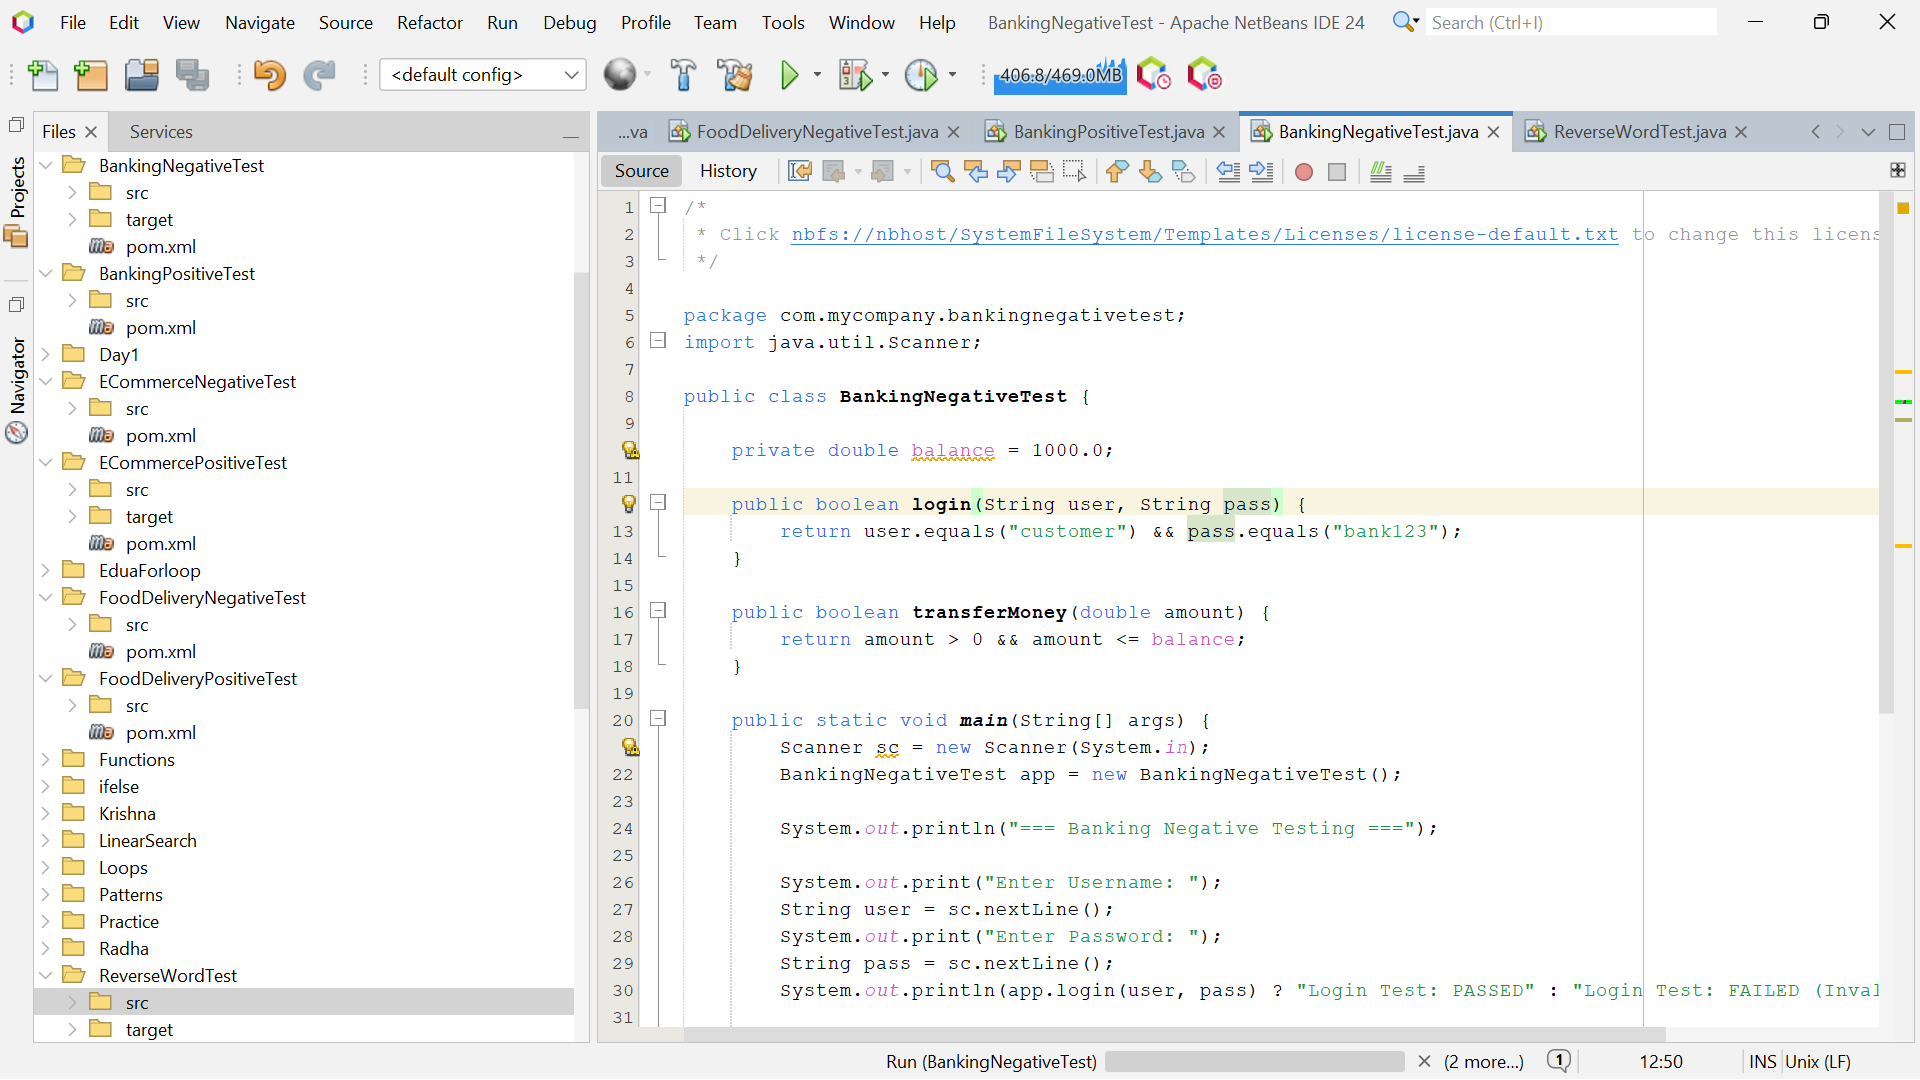 File Edit View Navigate Source Refactor Run Debug Profile Team Tools Window Help BankingNegativeTest - Apache NetBeans IDE 24 Search (Ctrl+I)
<default config> 406.8/469.0MB
Projects
Navigator
Files Services
BankingNegativeTest
src
target
pom.xml
BankingPositiveTest
src
pom.xml
Day1
ECommerceNegativeTest
src
pom.xml
ECommercePositiveTest
src
target
pom.xml
EduaForloop
FoodDeliveryNegativeTest
src
pom.xml
FoodDeliveryPositiveTest
src
pom.xml
Functions
ifelse
Krishna
LinearSearch
Loops
Patterns
Practice
Radha
ReverseWordTest
src
target
...va FoodDeliveryNegativeTest.java BankingPositiveTest.java BankingNegativeTest.java ReverseWordTest.java
Source History
1 /*
2 * Click nbfs://nbhost/SystemFileSystem/Templates/Licenses/license-default.txt to change this licens
3 */
4
5 package com.mycompany.bankingnegativetest;
6 import java.util.Scanner;
7
8 public class BankingNegativeTest {
9
private double balance = 1000.0;
11
public boolean login(String user, String pass) {
13 return user.equals("customer") && pass.equals("bank123");
14 }
15
16 public boolean transferMoney(double amount) {
17 return amount > 0 && amount <= balance;
18 }
19
20 public static void main(String[] args) {
Scanner sc = new Scanner(System.in);
22 BankingNegativeTest app = new BankingNegativeTest();
23
24 System.out.println("=== Banking Negative Testing ===");
25
26 System.out.print("Enter Username: ");
27 String user = sc.nextLine();
28 System.out.print("Enter Password: ");
29 String pass = sc.nextLine();
30 System.out.println(app.login(user, pass) ? "Login Test: PASSED" : "Login Test: FAILED (Inval
31
Run (BankingNegativeTest) (2 more...) 1 12:50 INS Unix (LF)